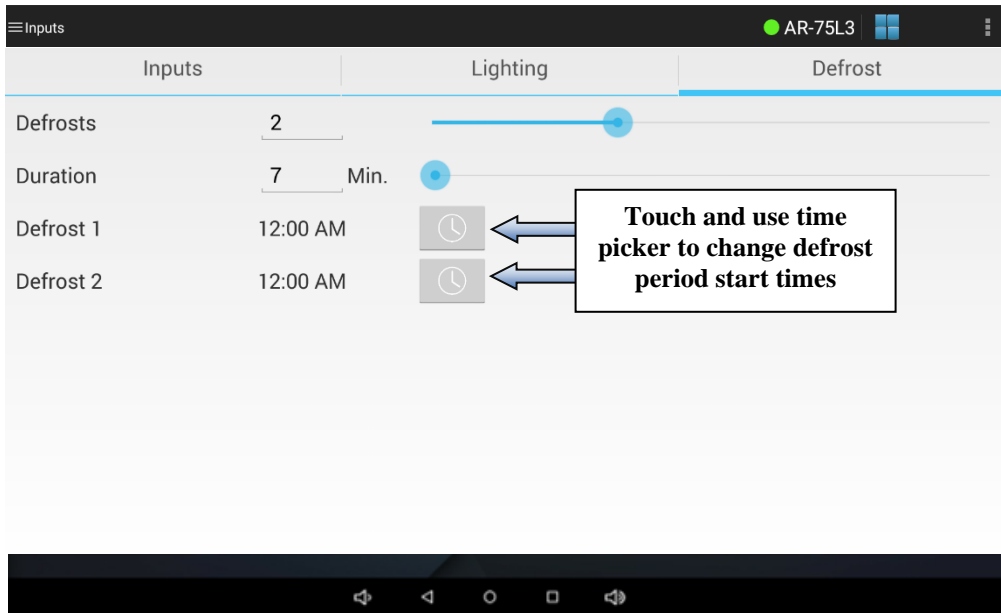 Inputs
AR-75L3
Inputs Lighting Defrost
Defrosts 2
Duration 7 Min.
Defrost 1 12:00 AM
Defrost 2 12:00 AM
Touch and use time
picker to change defrost
period start times